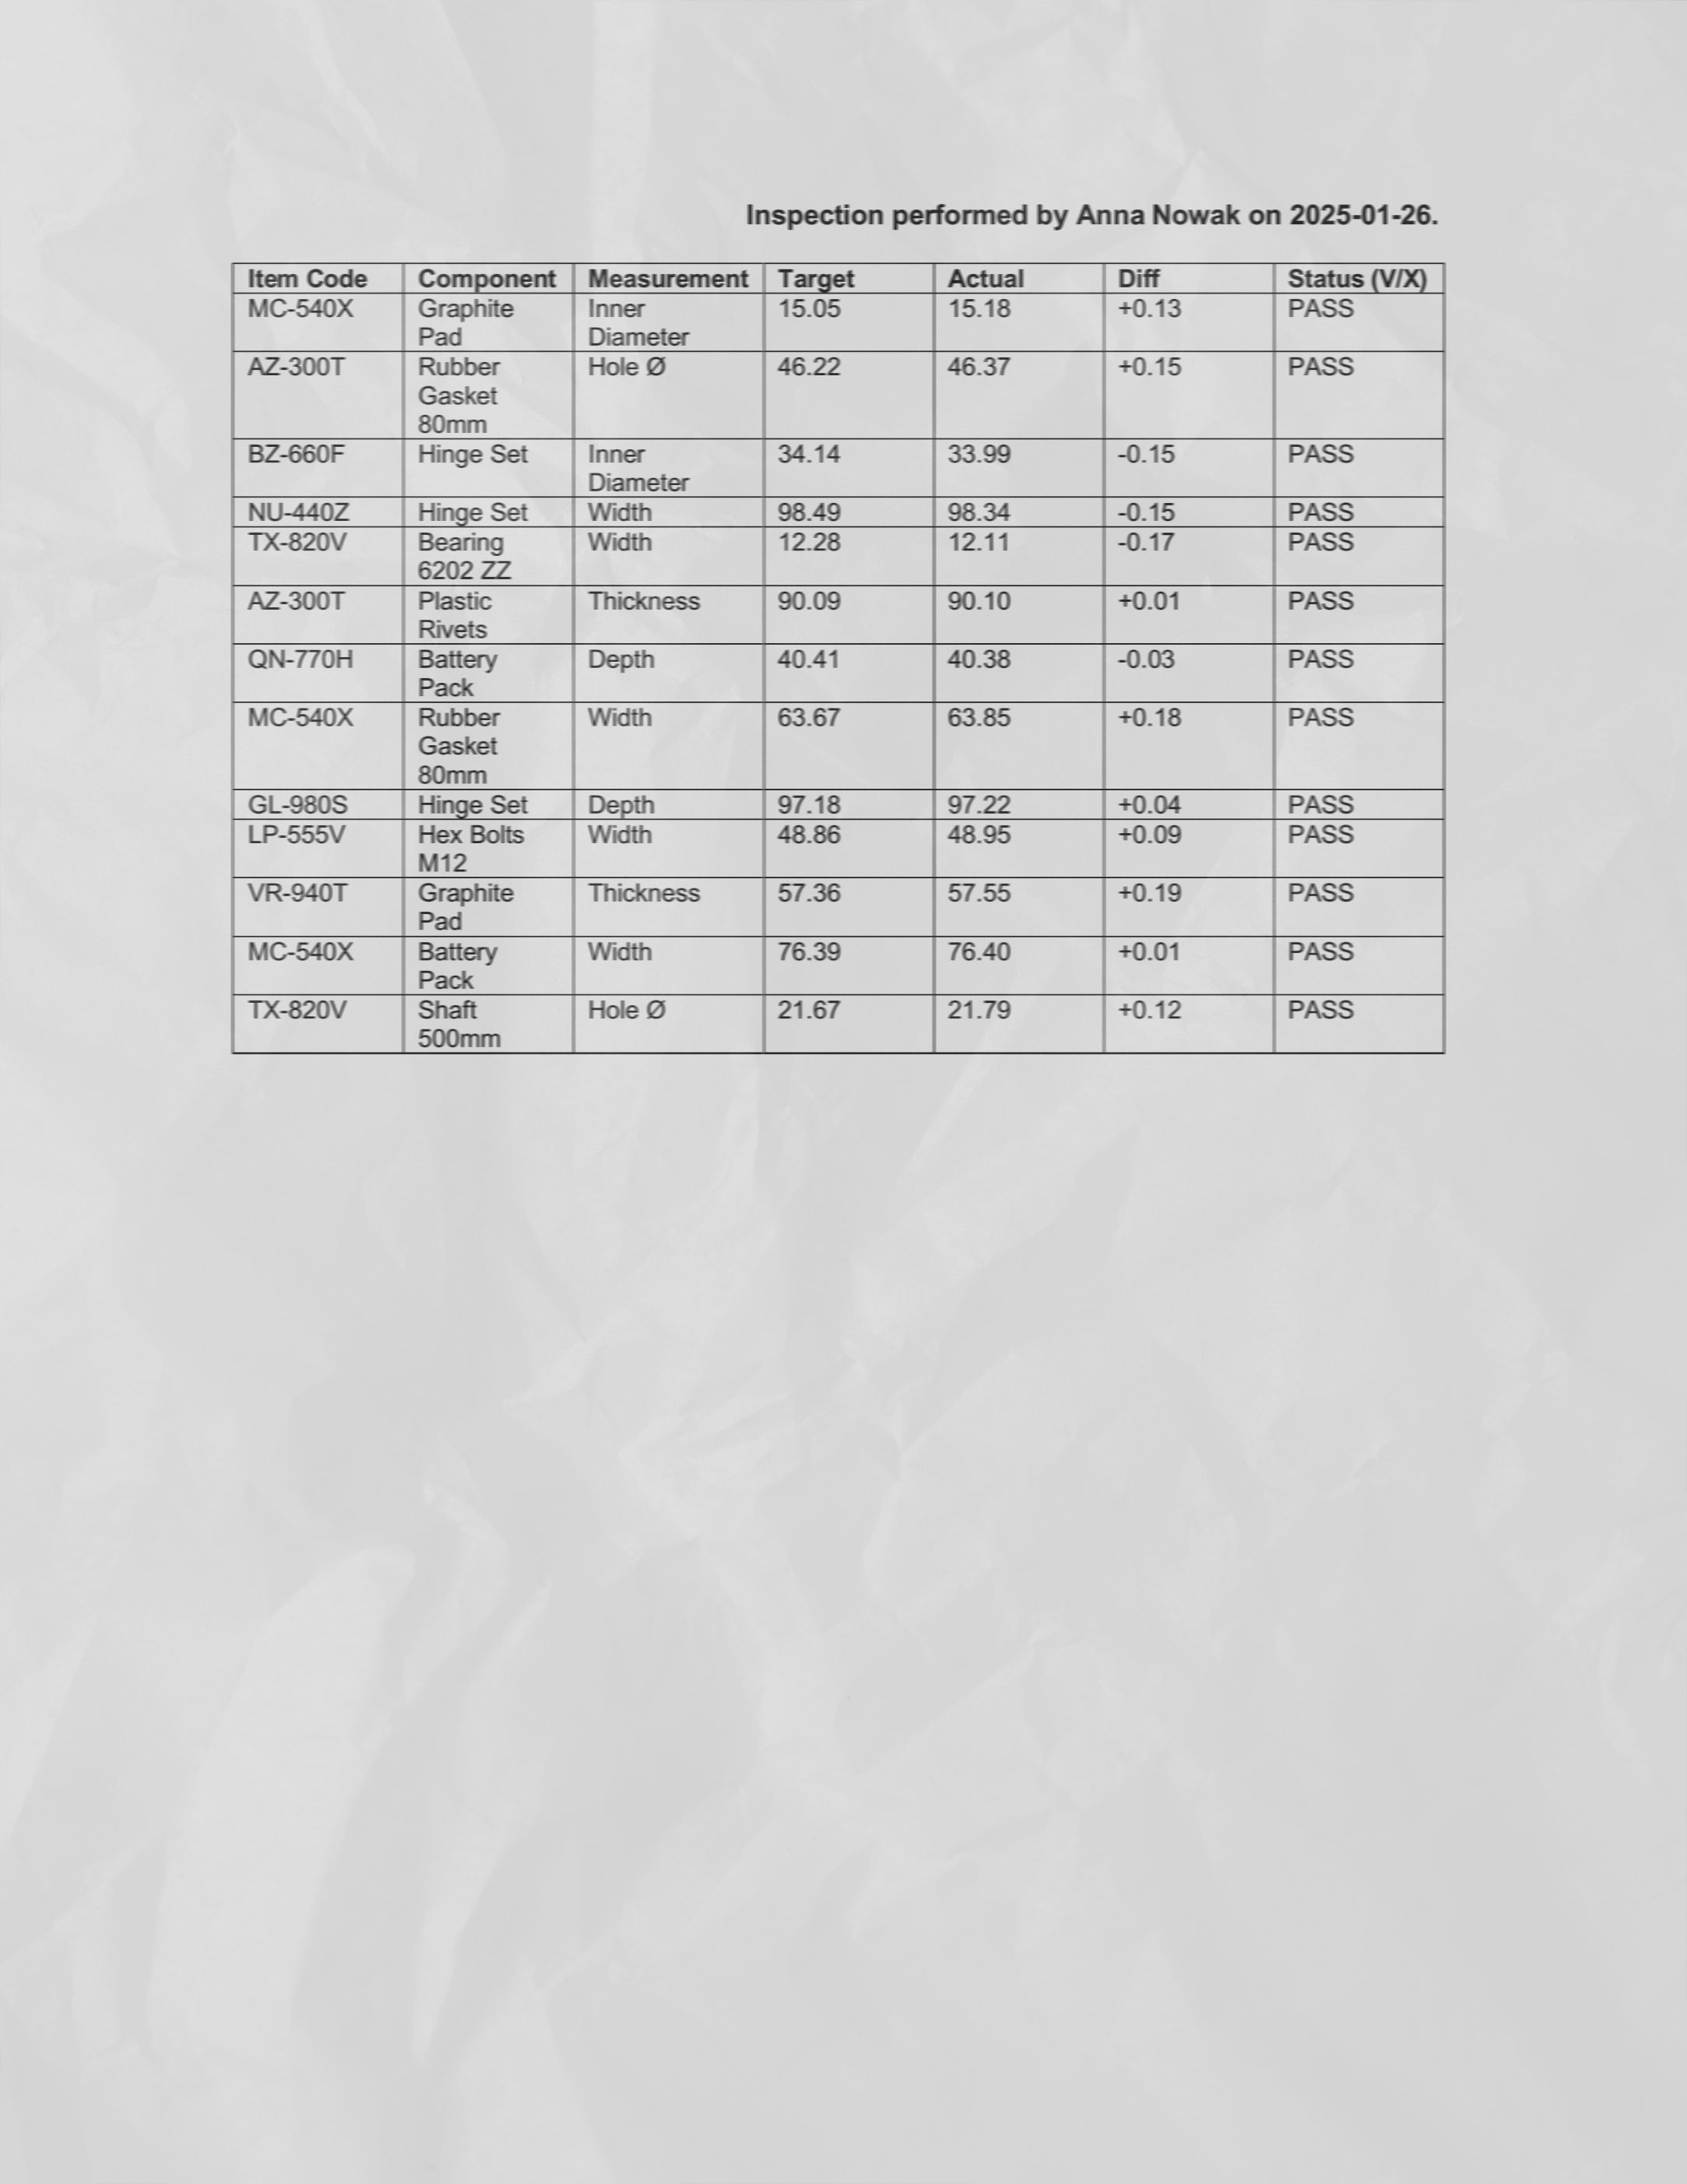 Inspection performed by Anna Nowak on 2025-01-26.
Item Code Component Measurement Target Actual Diff Status (V/X)
MC-540X Graphite Inner 15.05 15.18 +0.13 PASS
Pad Diameter
AZ-300T Rubber Hole Ø 46.22 46.37 +0.15 PASS
Gasket
80mm
BZ-660F Hinge Set Inner 34.14 33.99 -0.15 PASS
Diameter
NU-440Z Hinge Set Width 98.49 98.34 -0.15 PASS
TX-820V Bearing Width 12.28 12.11 -0.17 PASS
6202 ZZ
AZ-300T Plastic Thickness 90.09 90.10 +0.01 PASS
Rivets
QN-770H Battery Depth 40.41 40.38 -0.03 PASS
Pack
MC-540X Rubber Width 63.67 63.85 +0.18 PASS
Gasket
80mm
GL-980S Hinge Set Depth 97.18 97.22 +0.04 PASS
LP-555V Hex Bolts Width 48.86 48.95 +0.09 PASS
M12
VR-940T Graphite Thickness 57.36 57.55 +0.19 PASS
Pad
MC-540X Battery Width 76.39 76.40 +0.01 PASS
Pack
TX-820V Shaft Hole Ø 21.67 21.79 +0.12 PASS
500mm